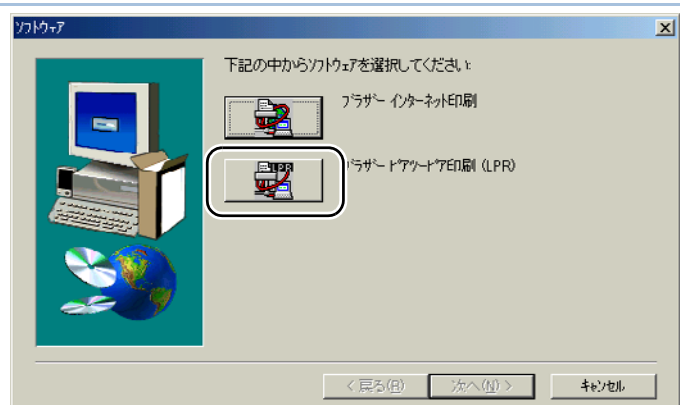 ソフトウェア
下記の中からソフトウェアを選択してください:
ブラザー インターネット印刷
LPR
ブラザー ピアツーピア印刷 (LPR)
< 戻る(B)
次へ(N) >
キャンセル